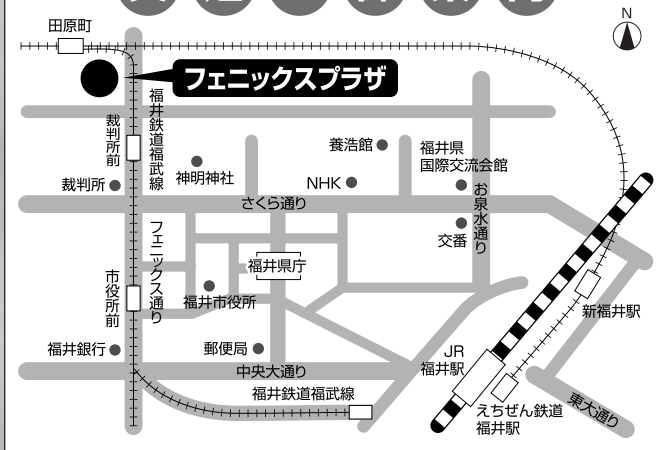 田原町
N
フェニックスプラザ
福井鉄道福武線
裁判所前
養浩館
福井県
国際交流会館
神明神社
裁判所
NHK
お泉水通り
さくら通り
フェニックス通り
交番
福井県庁
市役所前
福井市役所
新福井駅
福井銀行
郵便局
JR
福井駅
中央大通り
福井鉄道福武線
えちぜん鉄道
福井駅
東大通り